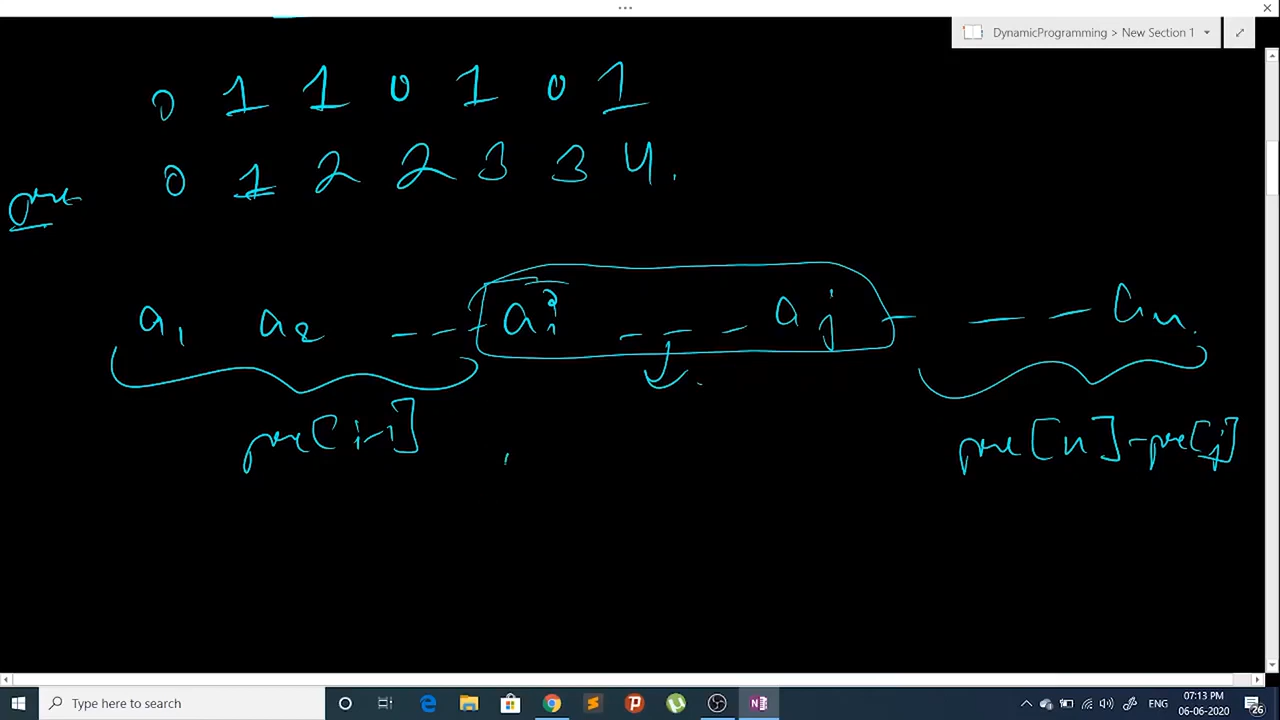 DynamicProgramming > New Section 1
0 1 1 0 1 0 1
pre 0 1 2 2 3 3 4.
a1 a2 --- ai --- aj - -- an.
pre[i-1] pre[n]-pre[j]
Type here to search
ENG
07:13 PM
06-06-2020
26